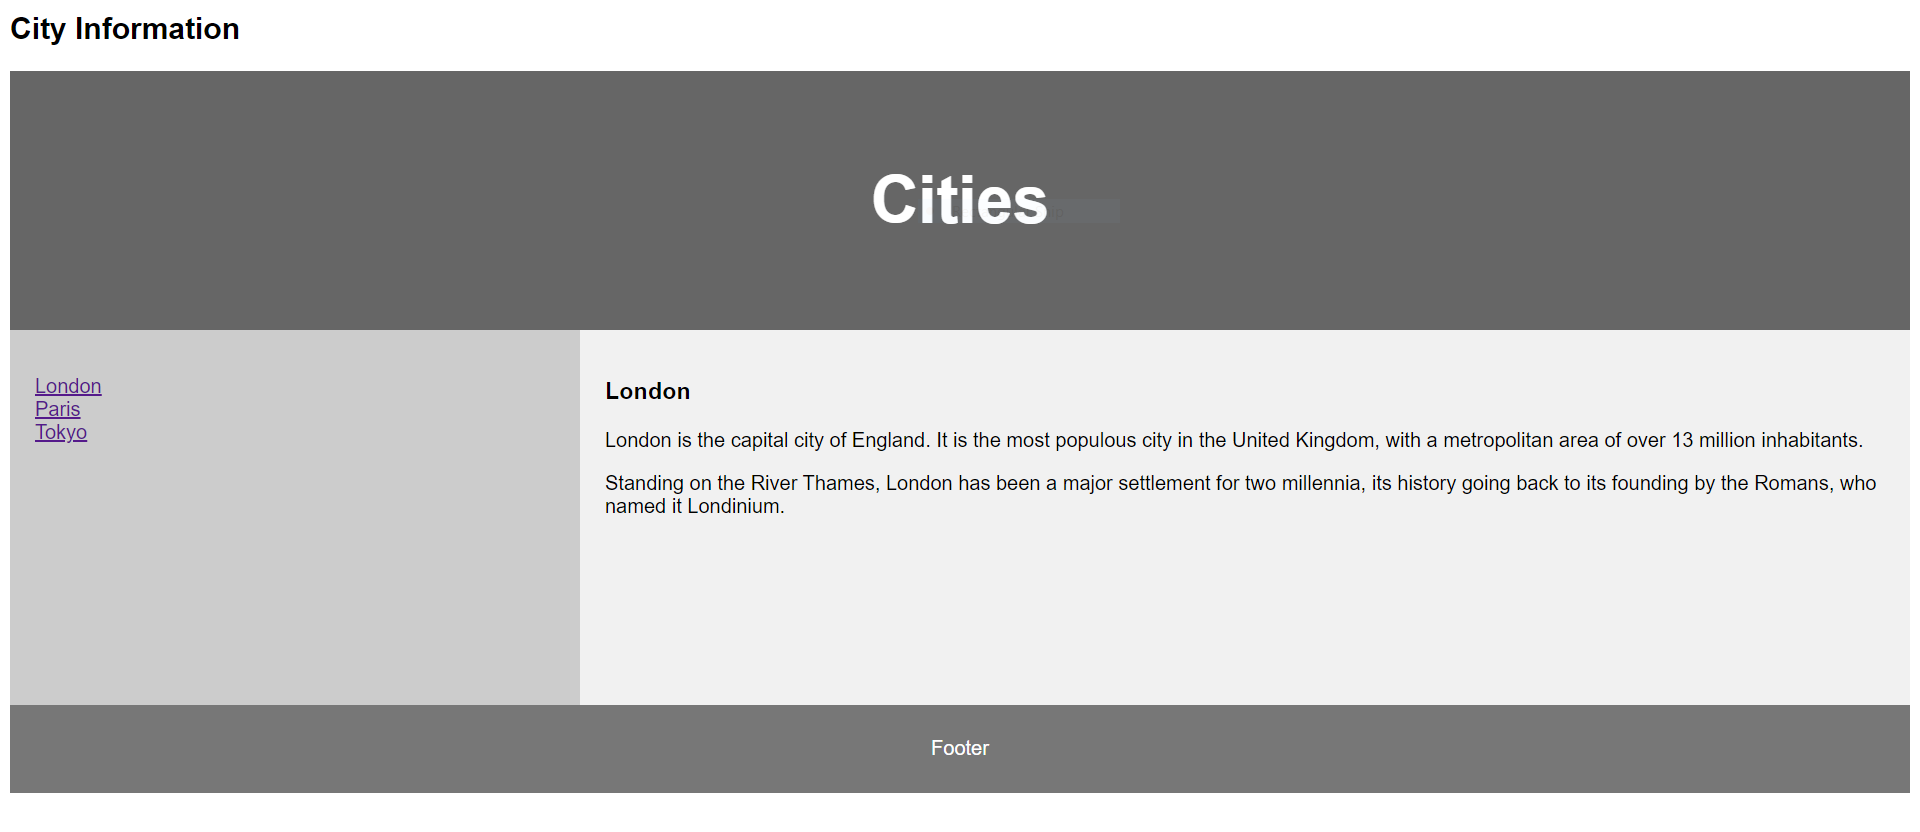 City Information
Cities
London
Paris
Tokyo
London
London is the capital city of England. It is the most populous city in the United Kingdom, with a metropolitan area of over 13 million inhabitants.
Standing on the River Thames, London has been a major settlement for two millennia, its history going back to its founding by the Romans, who
named it Londinium.
Footer